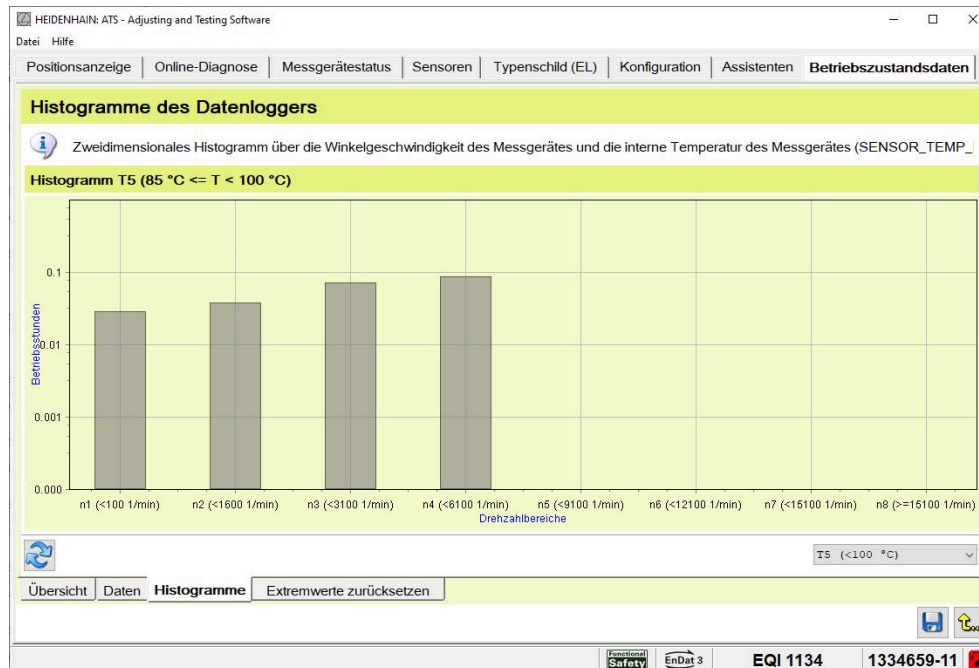 HEIDENHAIN: ATS - Adjusting and Testing Software
Datei Hilfe
Positionsanzeige Online-Diagnose Messgerätestatus Sensoren Typenschild (EL) Konfiguration Assistenten Betriebszustandsdaten
Histogramme des Datenloggers
Zweidimensionales Histogramm über die Winkelgeschwindigkeit des Messgerätes und die interne Temperatur des Messgerätes (SENSOR_TEMP_
Histogramm T5 (85 °C <= T < 100 °C)
0.1
0.01
0.001
0.000
Betriebsstunden
n1 (<100 1/min) n2 (<1600 1/min) n3 (<3100 1/min) n4 (<6100 1/min) n5 (<9100 1/min) n6 (<12100 1/min) n7 (<15100 1/min) n8 (>=15100 1/min)
Drehzahlbereiche
T5 (<100 °C)
Übersicht Daten Histogramme Extremwerte zurücksetzen
Functional Safety EnDat 3 EQI 1134 1334659-11